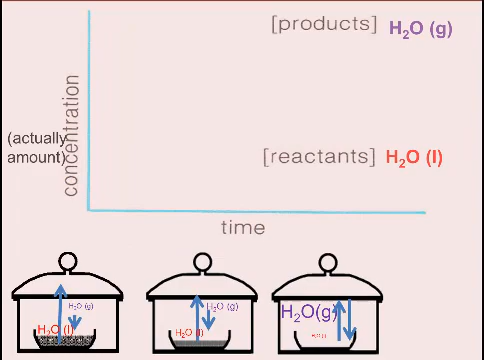 [products] H₂O (g)
(actually
amount)
concentration
[reactants] H₂O (l)
time
H₂O (g)
H₂O (l)
H₂O (g)
H₂O (l)
H₂O(g)